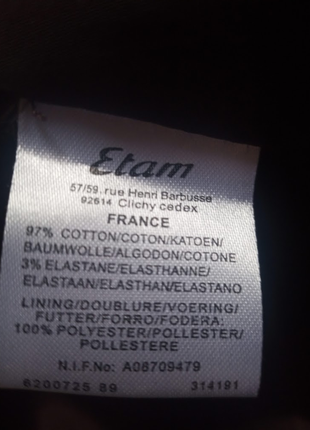 Etam
57/59, rue Henri Barbusse
92614 Clichy cedex
FRANCE
97% COTTON/COTON/KATOEN/
BAUMWOLLE/ALGODON/COTONE
3% ELASTANE/ELASTHANNE/
ELASTAAN/ELASTHAN/ELASTANO
LINING/DOUBLURE/VOERING/
FUTTER/FORRO/FODERA:
100% POLYESTER/POLLESTER/
POLLESTERE
N.I.F.No: A08709479
6200725 89 314191